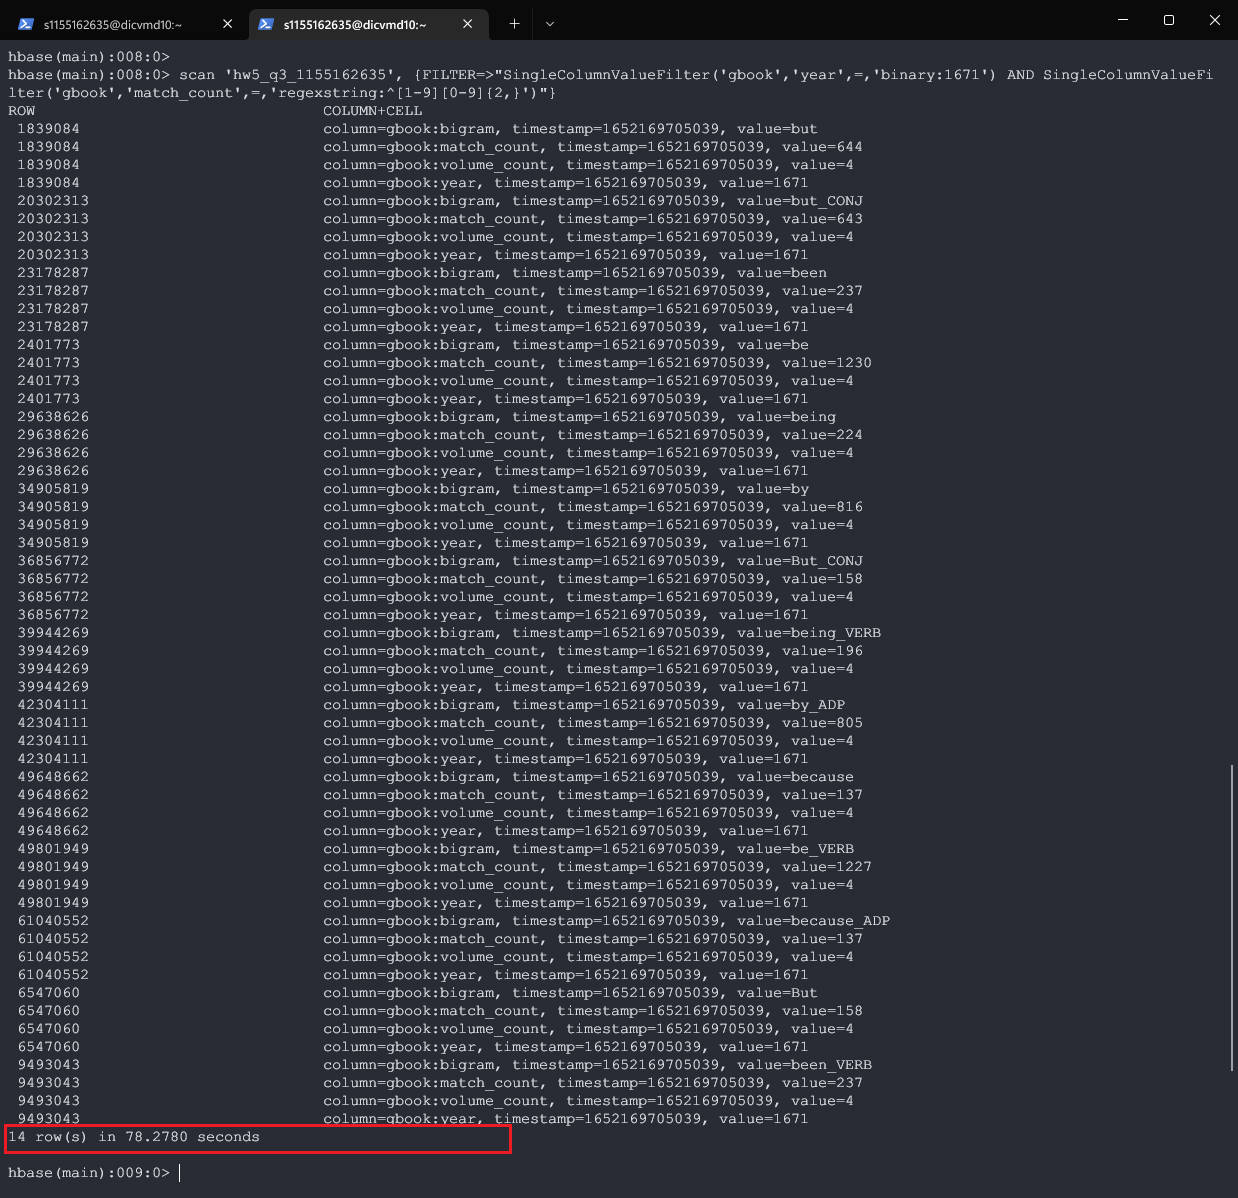 s1155162635@dicvmd10:~
s1155162635@dicvmd10:~
hbase(main):008:0>
hbase(main):008:0> scan 'hw5_q3_1155162635', {FILTER=>"SingleColumnValueFilter('gbook','year',=,'binary:1671') AND SingleColumnValueFi
lter('gbook','match_count',=,'regexstring:^[1-9][0-9]{2,}')"}
ROW COLUMN+CELL
1839084 column=gbook:bigram, timestamp=1652169705039, value=but
1839084 column=gbook:match_count, timestamp=1652169705039, value=644
1839084 column=gbook:volume_count, timestamp=1652169705039, value=4
1839084 column=gbook:year, timestamp=1652169705039, value=1671
20302313 column=gbook:bigram, timestamp=1652169705039, value=but_CONJ
20302313 column=gbook:match_count, timestamp=1652169705039, value=643
20302313 column=gbook:volume_count, timestamp=1652169705039, value=4
20302313 column=gbook:year, timestamp=1652169705039, value=1671
23178287 column=gbook:bigram, timestamp=1652169705039, value=been
23178287 column=gbook:match_count, timestamp=1652169705039, value=237
23178287 column=gbook:volume_count, timestamp=1652169705039, value=4
23178287 column=gbook:year, timestamp=1652169705039, value=1671
2401773 column=gbook:bigram, timestamp=1652169705039, value=be
2401773 column=gbook:match_count, timestamp=1652169705039, value=1230
2401773 column=gbook:volume_count, timestamp=1652169705039, value=4
2401773 column=gbook:year, timestamp=1652169705039, value=1671
29638626 column=gbook:bigram, timestamp=1652169705039, value=being
29638626 column=gbook:match_count, timestamp=1652169705039, value=224
29638626 column=gbook:volume_count, timestamp=1652169705039, value=4
29638626 column=gbook:year, timestamp=1652169705039, value=1671
34905819 column=gbook:bigram, timestamp=1652169705039, value=by
34905819 column=gbook:match_count, timestamp=1652169705039, value=816
34905819 column=gbook:volume_count, timestamp=1652169705039, value=4
34905819 column=gbook:year, timestamp=1652169705039, value=1671
36856772 column=gbook:bigram, timestamp=1652169705039, value=But_CONJ
36856772 column=gbook:match_count, timestamp=1652169705039, value=158
36856772 column=gbook:volume_count, timestamp=1652169705039, value=4
36856772 column=gbook:year, timestamp=1652169705039, value=1671
39944269 column=gbook:bigram, timestamp=1652169705039, value=being_VERB
39944269 column=gbook:match_count, timestamp=1652169705039, value=196
39944269 column=gbook:volume_count, timestamp=1652169705039, value=4
39944269 column=gbook:year, timestamp=1652169705039, value=1671
42304111 column=gbook:bigram, timestamp=1652169705039, value=by_ADP
42304111 column=gbook:match_count, timestamp=1652169705039, value=805
42304111 column=gbook:volume_count, timestamp=1652169705039, value=4
42304111 column=gbook:year, timestamp=1652169705039, value=1671
49648662 column=gbook:bigram, timestamp=1652169705039, value=because
49648662 column=gbook:match_count, timestamp=1652169705039, value=137
49648662 column=gbook:volume_count, timestamp=1652169705039, value=4
49648662 column=gbook:year, timestamp=1652169705039, value=1671
49801949 column=gbook:bigram, timestamp=1652169705039, value=be_VERB
49801949 column=gbook:match_count, timestamp=1652169705039, value=1227
49801949 column=gbook:volume_count, timestamp=1652169705039, value=4
49801949 column=gbook:year, timestamp=1652169705039, value=1671
61040552 column=gbook:bigram, timestamp=1652169705039, value=because_ADP
61040552 column=gbook:match_count, timestamp=1652169705039, value=137
61040552 column=gbook:volume_count, timestamp=1652169705039, value=4
61040552 column=gbook:year, timestamp=1652169705039, value=1671
6547060 column=gbook:bigram, timestamp=1652169705039, value=But
6547060 column=gbook:match_count, timestamp=1652169705039, value=158
6547060 column=gbook:volume_count, timestamp=1652169705039, value=4
6547060 column=gbook:year, timestamp=1652169705039, value=1671
9493043 column=gbook:bigram, timestamp=1652169705039, value=been_VERB
9493043 column=gbook:match_count, timestamp=1652169705039, value=237
9493043 column=gbook:volume_count, timestamp=1652169705039, value=4
9493043 column=gbook:year, timestamp=1652169705039, value=1671
14 row(s) in 78.2780 seconds
hbase(main):009:0>